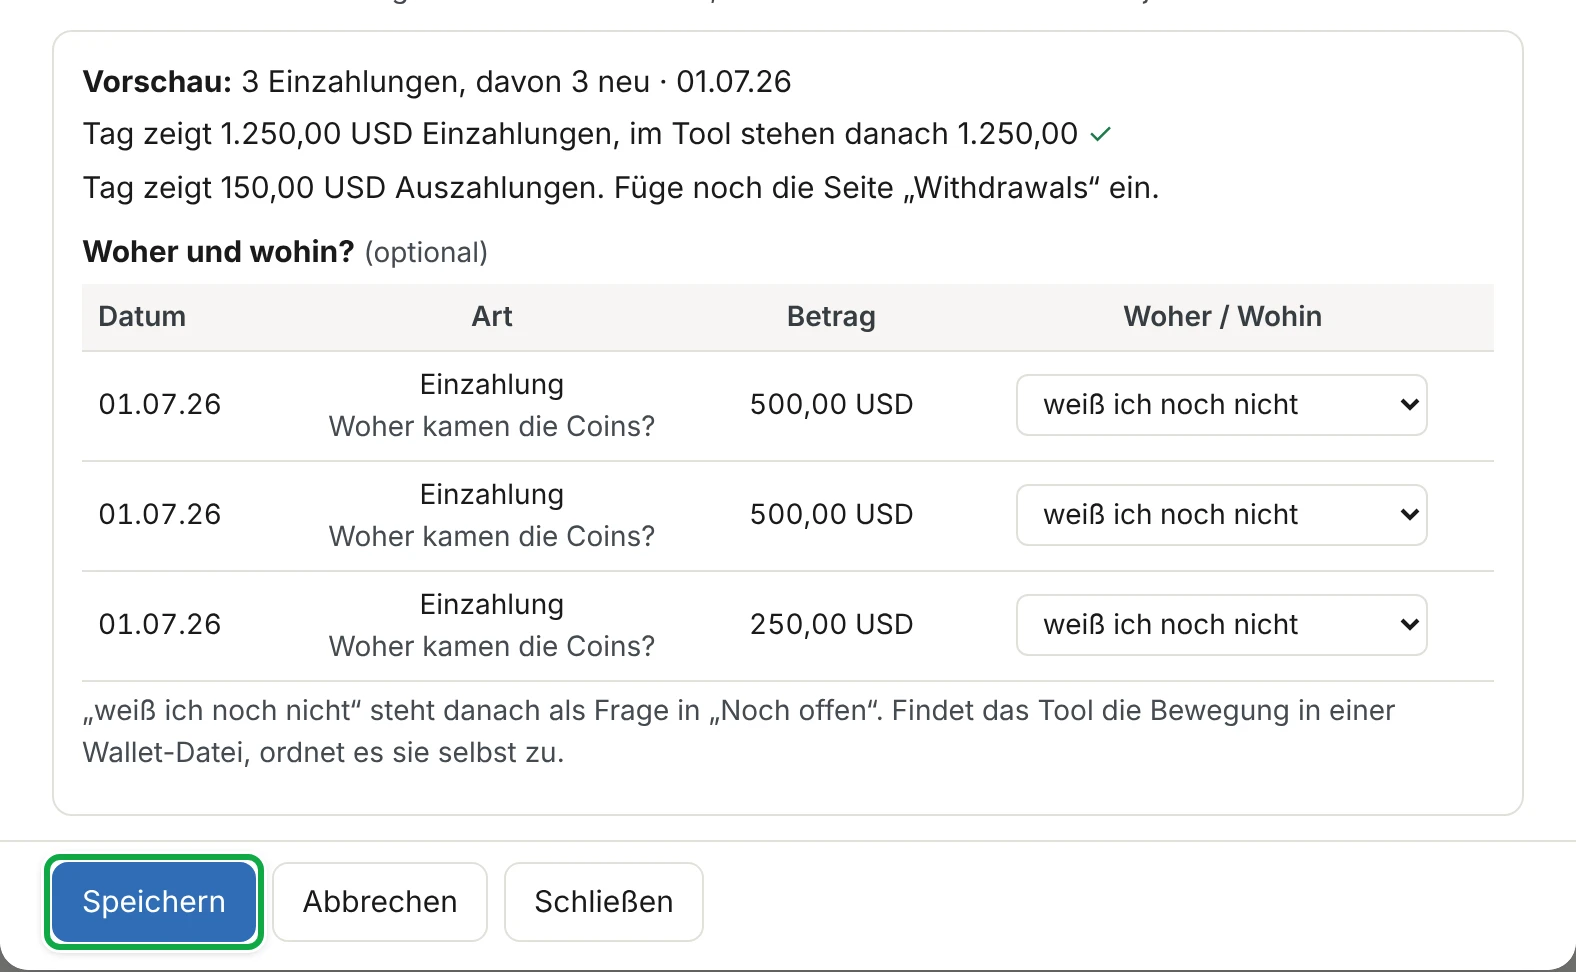 Vorschau: 3 Einzahlungen, davon 3 neu · 01.07.26
Tag zeigt 1.250,00 USD Einzahlungen, im Tool stehen danach 1.250,00 ✓
Tag zeigt 150,00 USD Auszahlungen. Füge noch die Seite „Withdrawals“ ein.
Woher und wohin? (optional)
Datum Art Betrag Woher / Wohin
01.07.26 Einzahlung 500,00 USD weiß ich noch nicht
Woher kamen die Coins?
01.07.26 Einzahlung 500,00 USD weiß ich noch nicht
Woher kamen die Coins?
01.07.26 Einzahlung 250,00 USD weiß ich noch nicht
Woher kamen die Coins?
„weiß ich noch nicht“ steht danach als Frage in „Noch offen“. Findet das Tool die Bewegung in einer
Wallet-Datei, ordnet es sie selbst zu.
Speichern Abbrechen Schließen